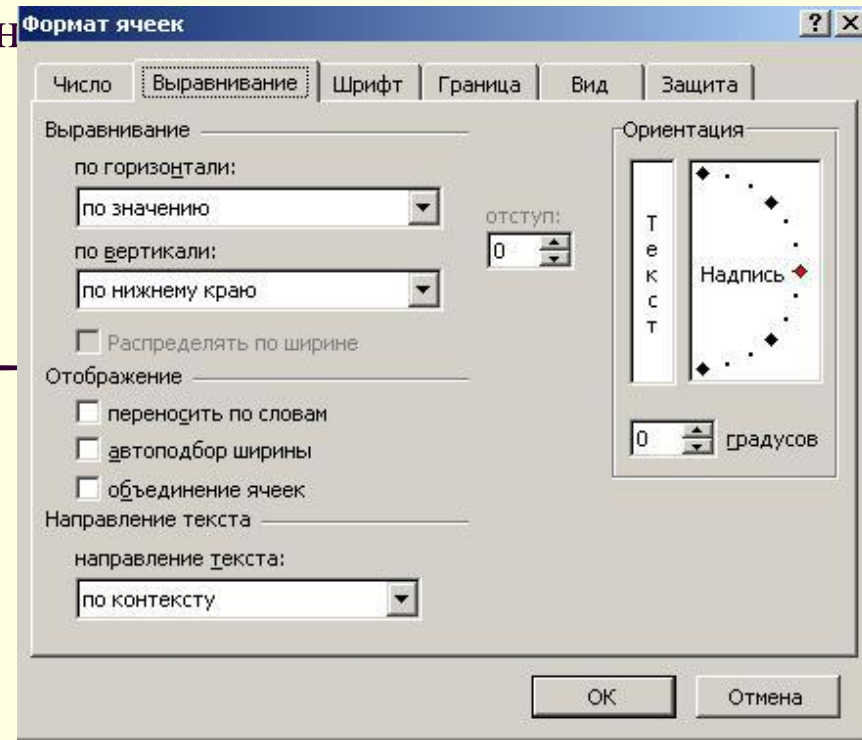 н
Формат ячеек
Число Выравнивание Шрифт Граница Вид Защита
Выравнивание
по горизонтали:
по значению
отступ:
0
по вертикали:
по нижнему краю
Распределять по ширине
Отображение
переносить по словам
автоподбор ширины
объединение ячеек
Направление текста
направление текста:
по контексту
Ориентация
Текст
Надпись
0 градусов
ОК Отмена